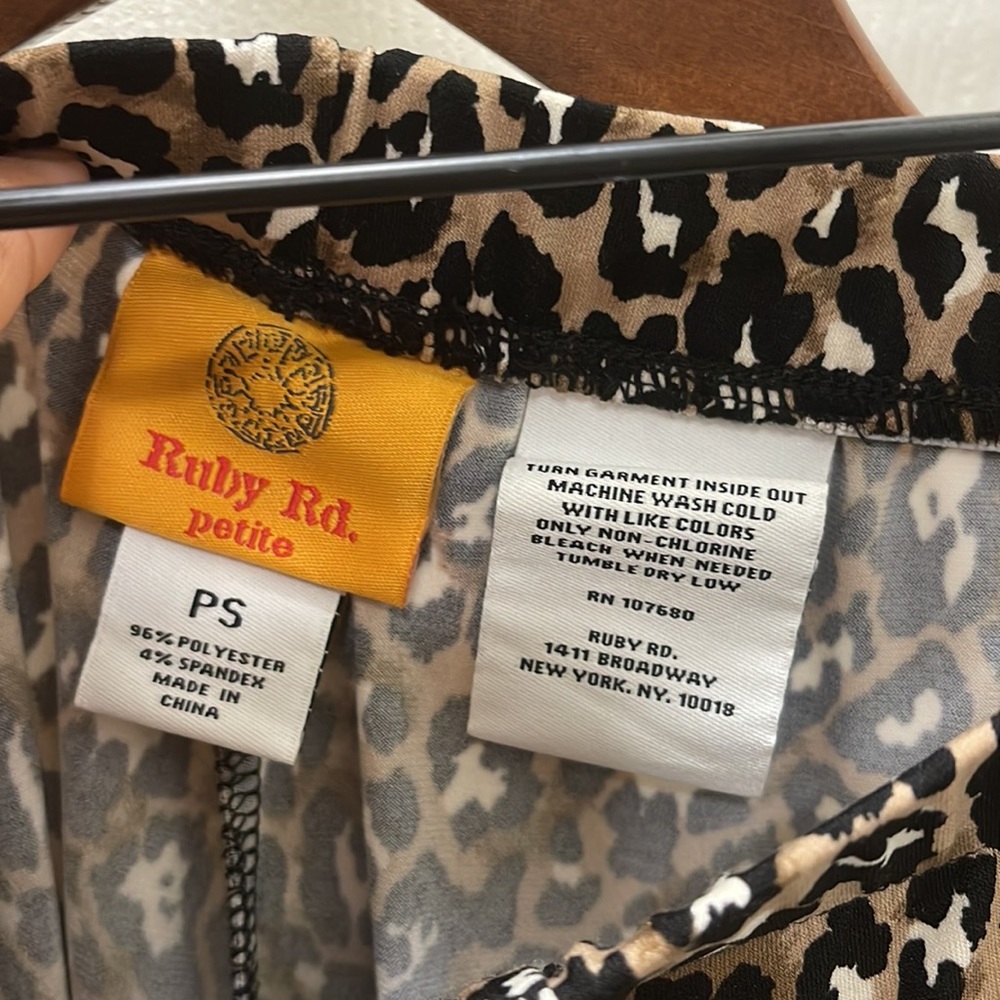 Ruby Rd.
petite
PS
96% POLYESTER
4% SPANDEX
MADE IN
CHINA
TURN GARMENT INSIDE OUT
MACHINE WASH COLD
WITH LIKE COLORS
ONLY NON-CHLORINE
BLEACH WHEN NEEDED
TUMBLE DRY LOW
RN 107680
RUBY RD.
1411 BROADWAY
NEW YORK. NY. 10018